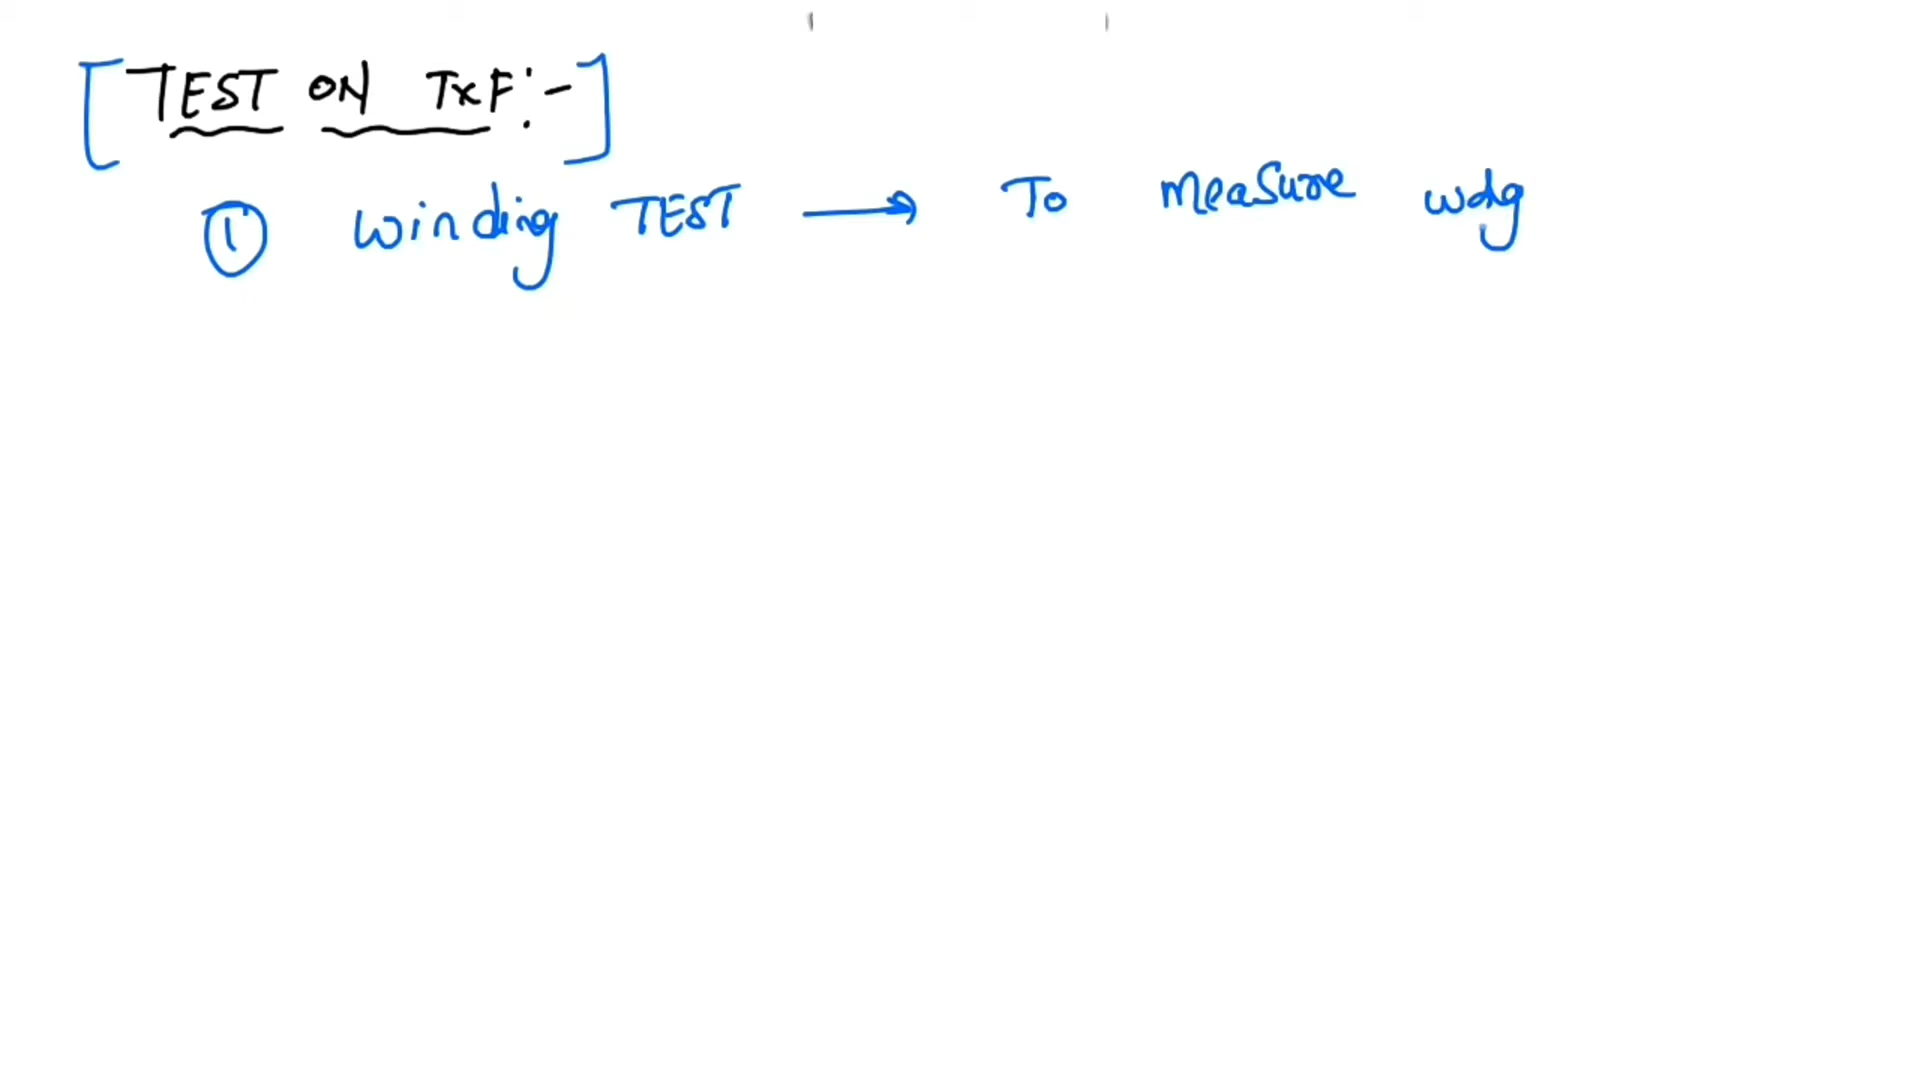 [TEST ON TxF:-]
① Winding TEST → To measure wdg